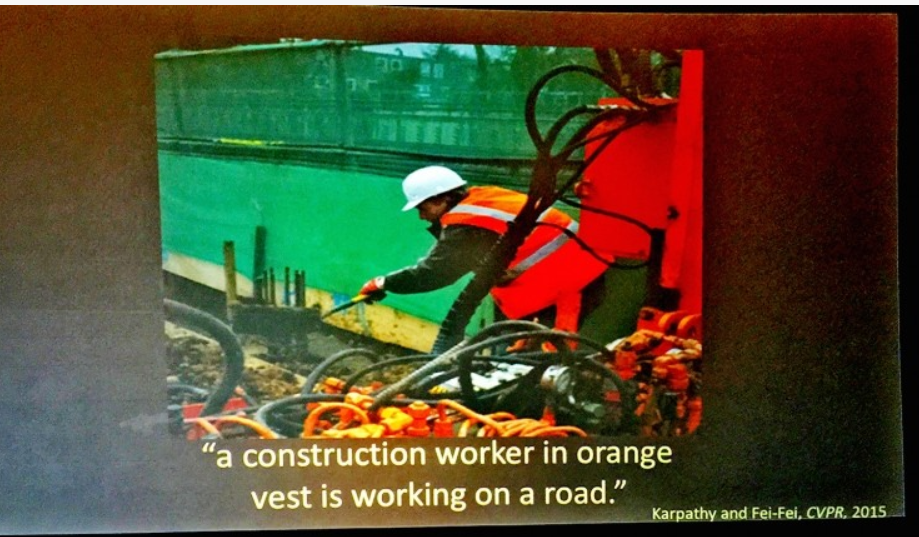 “a construction worker in orange
vest is working on a road.”
Karpathy and Fei-Fei, CVPR, 2015